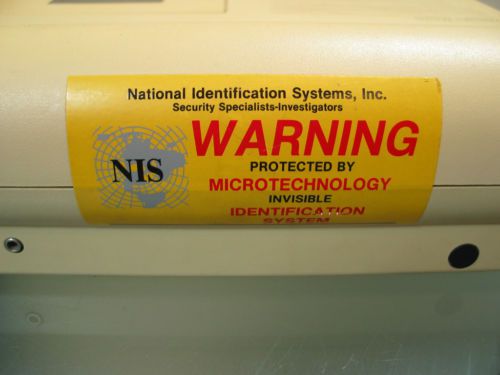 National Identification Systems, Inc.
Security Specialists-Investigators
WARNING
NIS
PROTECTED BY
MICROTECHNOLOGY
INVISIBLE
IDENTIFICATION
SYSTEM